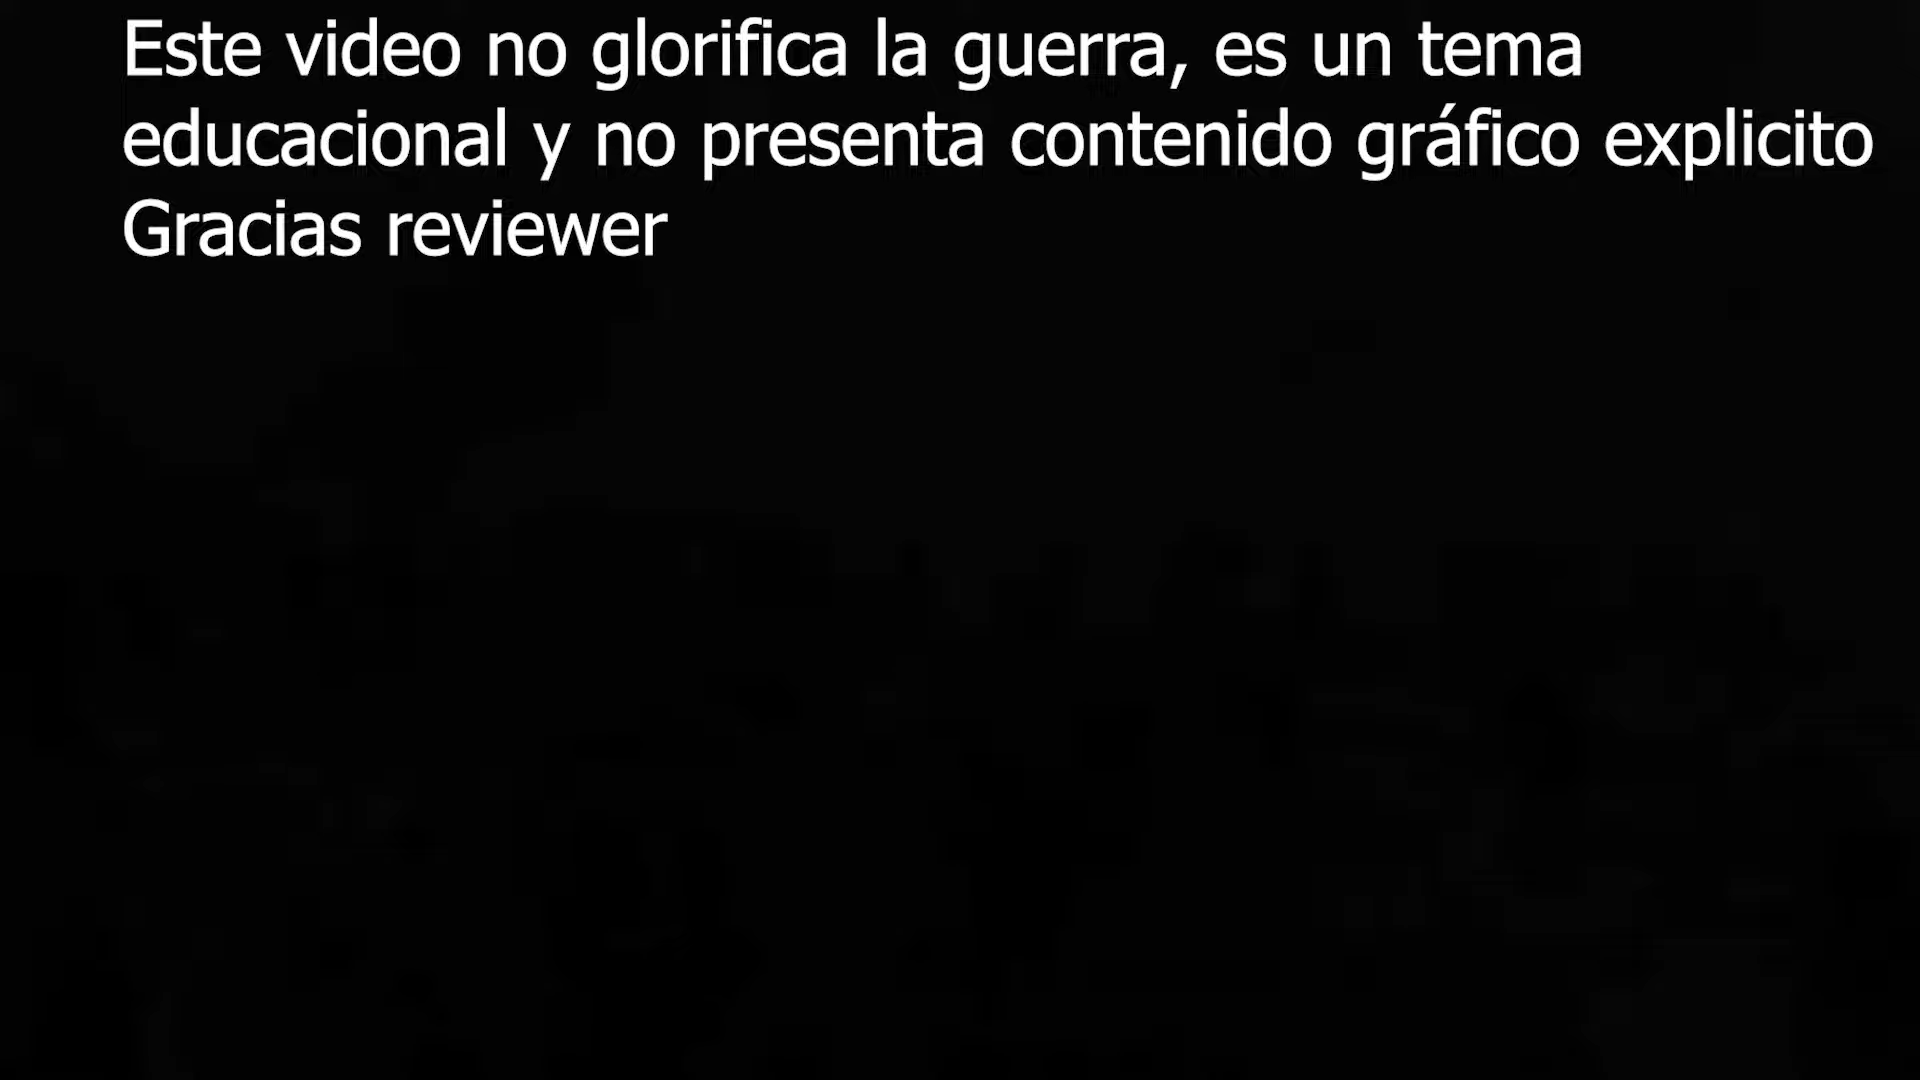 Este video no glorifica la guerra, es un tema
educacional y no presenta contenido gráfico explicito
Gracias reviewer